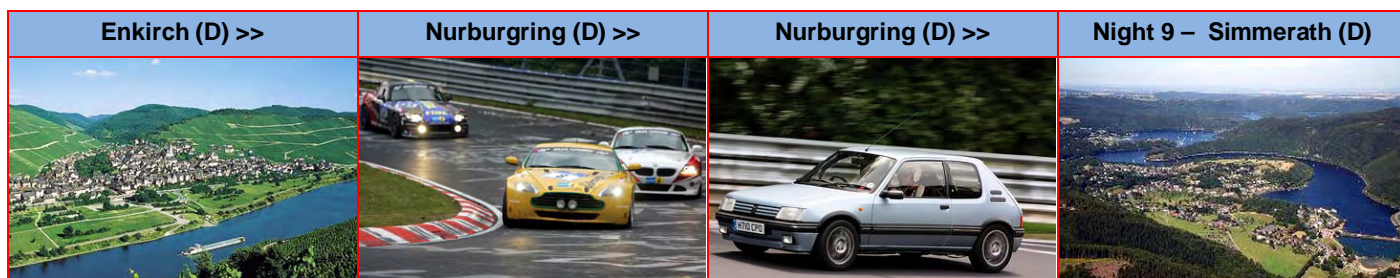 Enkirch (D) >>
Nurburgring (D) >>
Nurburgring (D) >>
Night 9 – Simmerath (D)
H710 CPO